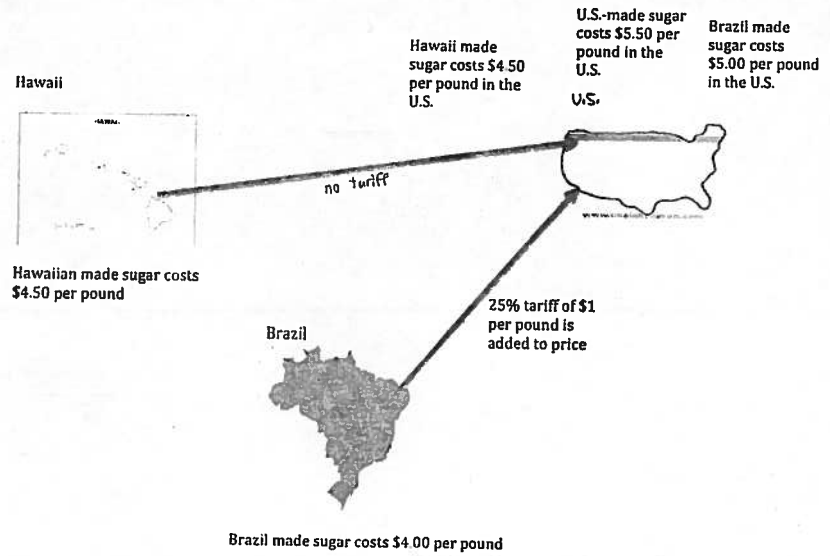 U.S.-made sugar
costs $5.50 per
pound in the
U.S.
Brazil made
sugar costs
$5.00 per pound
in the U.S.
Hawaii made
sugar costs $4.50
per pound in the
U.S.
Hawaii
U.S.
no tariff
Hawaiian made sugar costs
$4.50 per pound
25% tariff of $1
per pound is
added to price
Brazil
Brazil made sugar costs $4.00 per pound